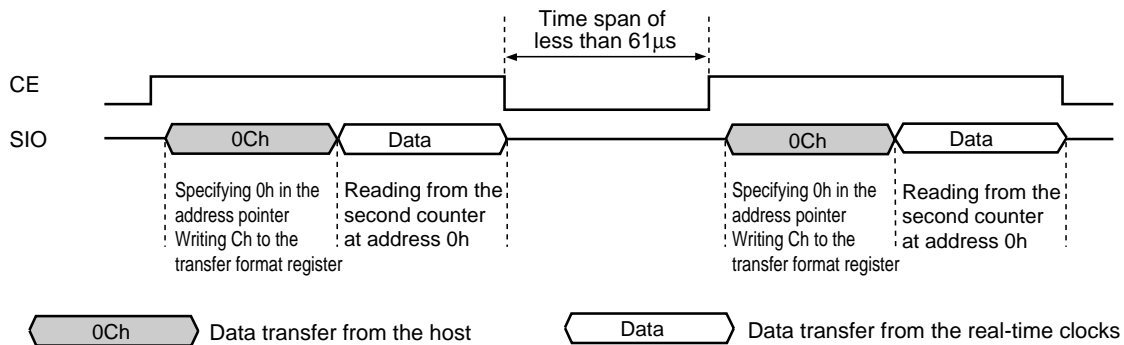 Time span of
less than 61μs
CE
SIO
0Ch
Data
0Ch
Data
Specifying 0h in the
address pointer
Writing Ch to the
transfer format register
Reading from the
second counter
at address 0h
Specifying 0h in the
address pointer
Writing Ch to the
transfer format register
Reading from the
second counter
at address 0h
0Ch
Data transfer from the host
Data
Data transfer from the real-time clocks